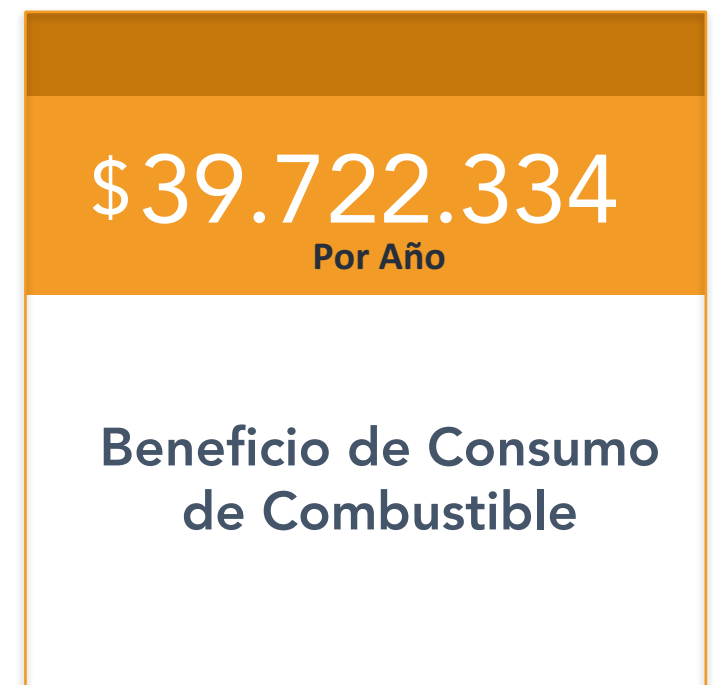 $39.722.334
Por Año
Beneficio de Consumo
de Combustible